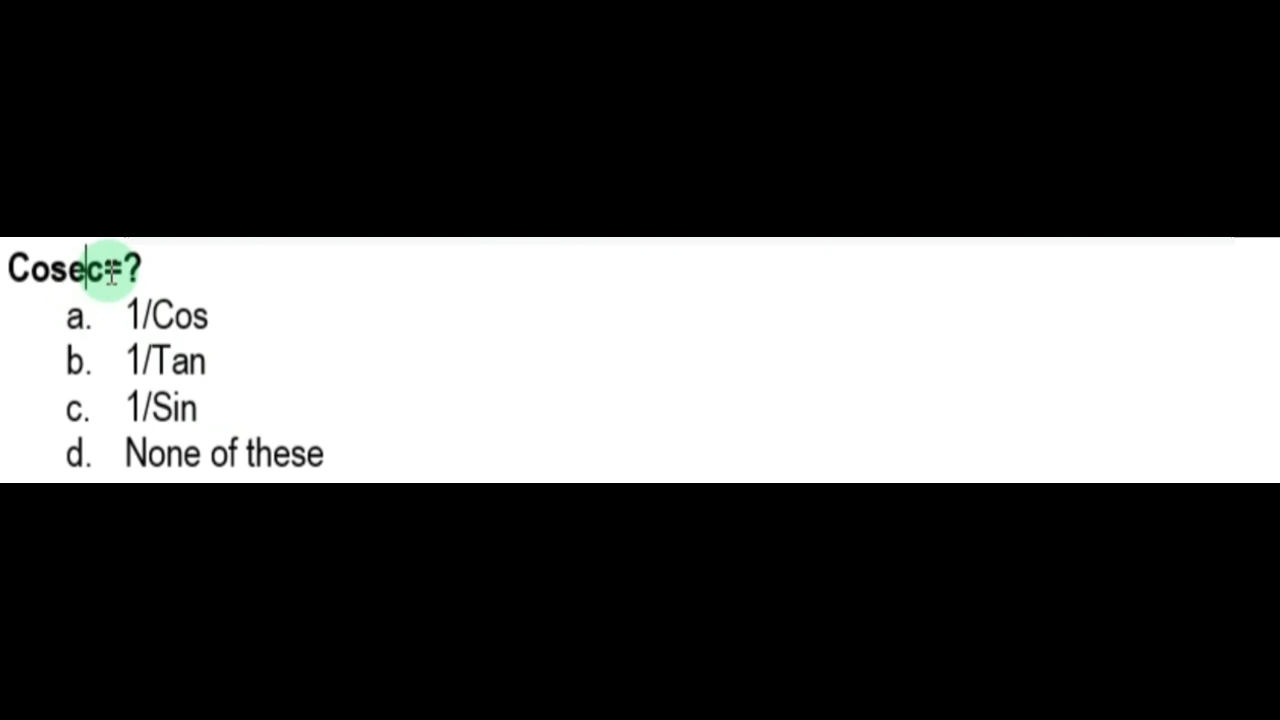 Cosec=?
a. 1/Cos
b. 1/Tan
c. 1/Sin
d. None of these